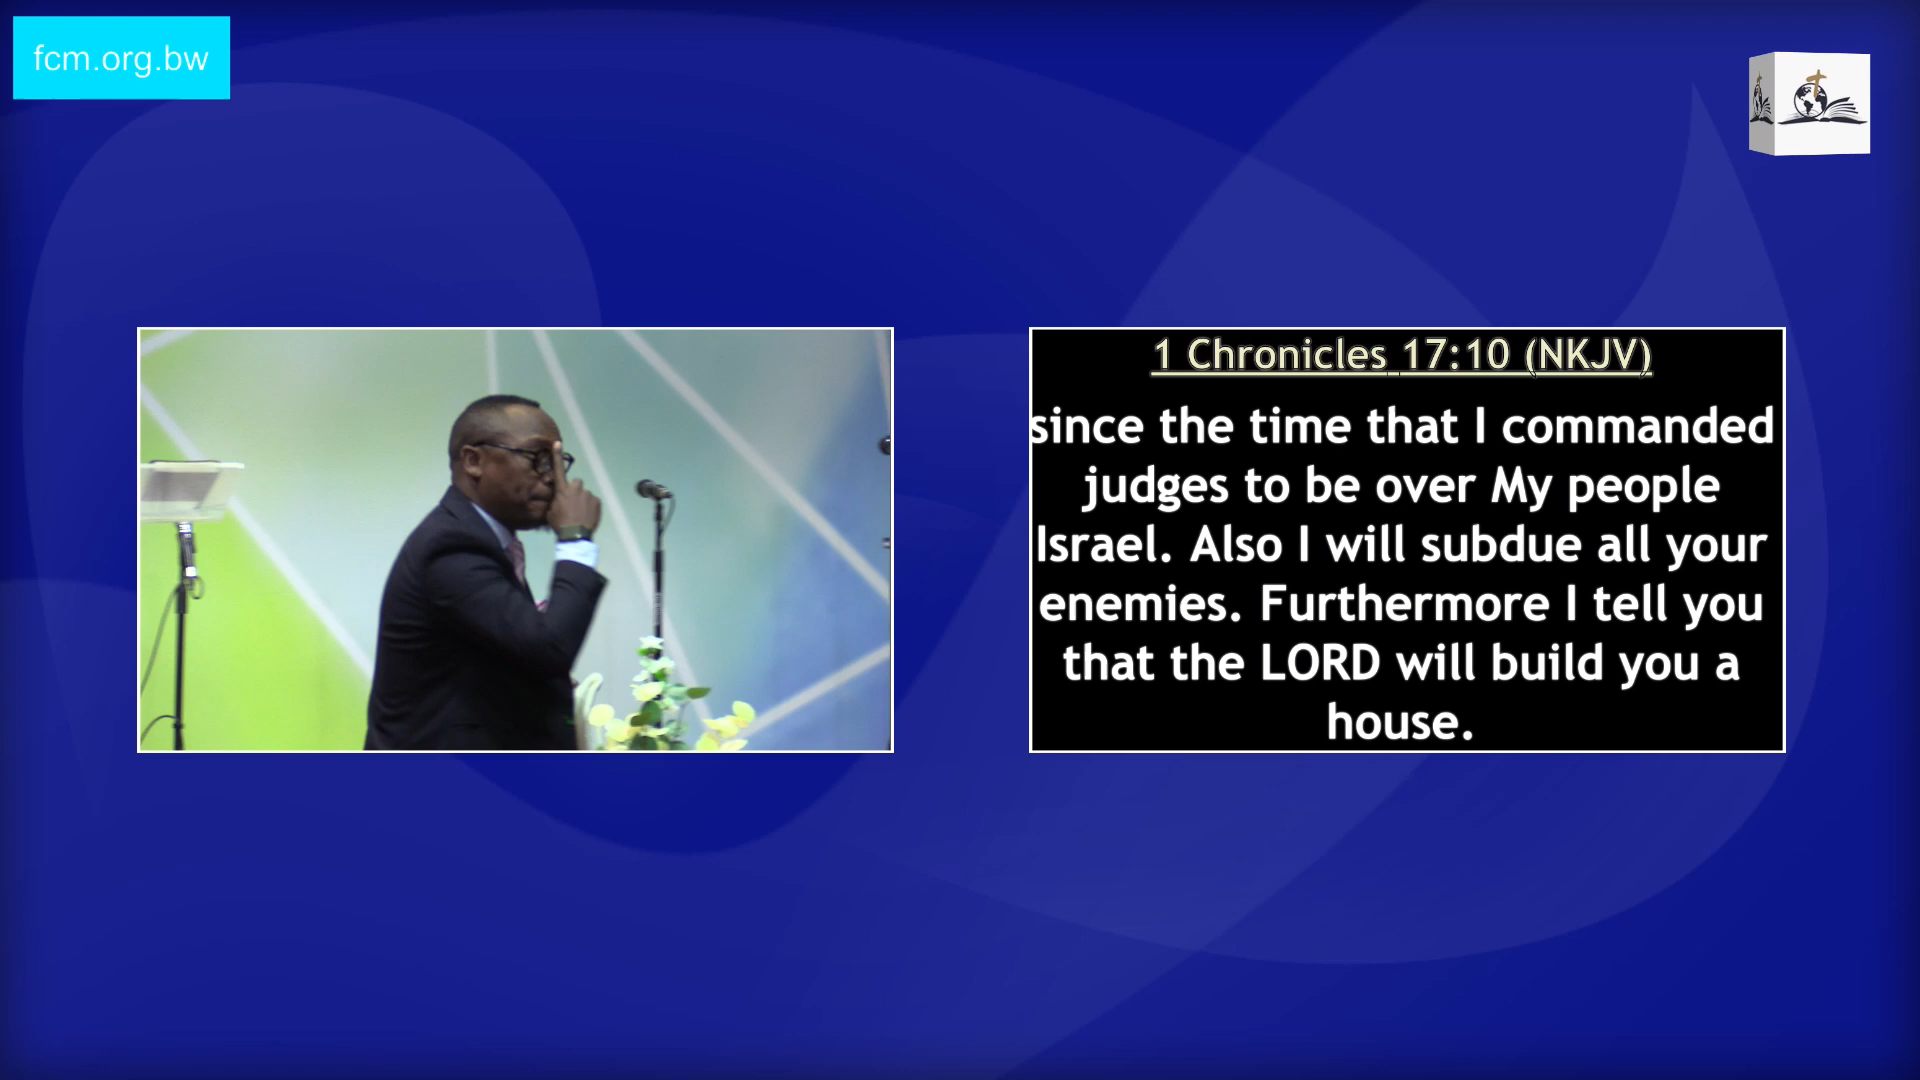 fcm.org.bw
1 Chronicles 17:10 (NKJV)
since the time that I commanded
judges to be over My people
Israel. Also I will subdue all your
enemies. Furthermore I tell you
that the LORD will build you a
house.